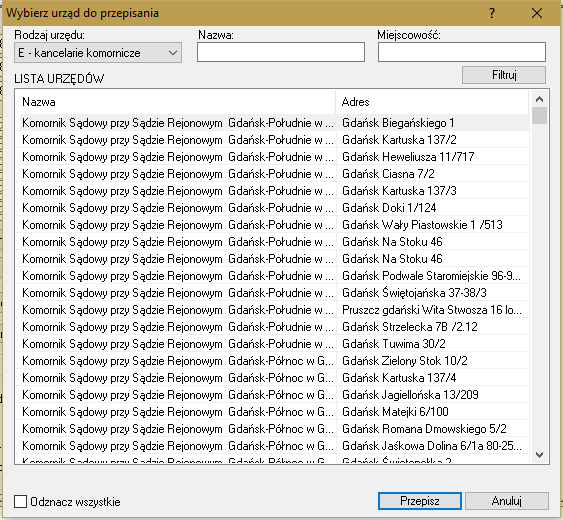 Wybierz urząd do przepisania ? ×
Rodzaj urzędu: Nazwa: Miejscowość:
E - kancelarie komornicze
LISTA URZĘDÓW Filtruj
Nazwa Adres
Komornik Sądowy przy Sądzie Rejonowym Gdańsk-Południe w ... Gdańsk Biegańskiego 1
Komornik Sądowy przy Sądzie Rejonowym Gdańsk-Południe w ... Gdańsk Kartuska 137/2
Komornik Sądowy przy Sądzie Rejonowym Gdańsk-Południe w ... Gdańsk Heweliusza 11/717
Komornik Sądowy przy Sądzie Rejonowym Gdańsk-Południe w ... Gdańsk Ciasna 7/2
Komornik Sądowy przy Sądzie Rejonowym Gdańsk-Południe w ... Gdańsk Kartuska 137/3
Komornik Sądowy przy Sądzie Rejonowym Gdańsk-Południe w ... Gdańsk Doki 1/124
Komornik Sądowy przy Sądzie Rejonowym Gdańsk-Południe w ... Gdańsk Wały Piastowskie 1 /513
Komornik Sądowy przy Sądzie Rejonowym Gdańsk-Południe w ... Gdańsk Na Stoku 46
Komornik Sądowy przy Sądzie Rejonowym Gdańsk-Południe w ... Gdańsk Na Stoku 46
Komornik Sądowy przy Sądzie Rejonowym Gdańsk-Południe w ... Gdańsk Podwale Staromiejskie 96-9...
Komornik Sądowy przy Sądzie Rejonowym Gdańsk-Południe w ... Gdańsk Świętojańska 37-38/3
Komornik Sądowy przy Sądzie Rejonowym Gdańsk-Południe w ... Pruszcz gdański Wita Stwosza 16 lo...
Komornik Sądowy przy Sądzie Rejonowym Gdańsk-Południe w ... Gdańsk Strzelecka 7B /2.12
Komornik Sądowy przy Sądzie Rejonowym Gdańsk-Południe w ... Gdańsk Tuwima 30/2
Komornik Sądowy przy Sądzie Rejonowym Gdańsk-Północ w G... Gdańsk Zielony Stok 10/2
Komornik Sądowy przy Sądzie Rejonowym Gdańsk-Północ w G... Gdańsk Kartuska 137/4
Komornik Sądowy przy Sądzie Rejonowym Gdańsk-Północ w G... Gdańsk Jagiellońska 13/209
Komornik Sądowy przy Sądzie Rejonowym Gdańsk-Północ w G... Gdańsk Matejki 6/100
Komornik Sądowy przy Sądzie Rejonowym Gdańsk-Północ w G... Gdańsk Romana Dmowskiego 5/2
Komornik Sądowy przy Sądzie Rejonowym Gdańsk-Północ w G... Gdańsk Jaśkowa Dolina 6/1a 80-25...
Komornik Sądowy przy Sądzie Rejonowym Gdańsk-Północ w G... Gdańsk Świętopełka 2
Odznacz wszystkie Przepisz Anuluj